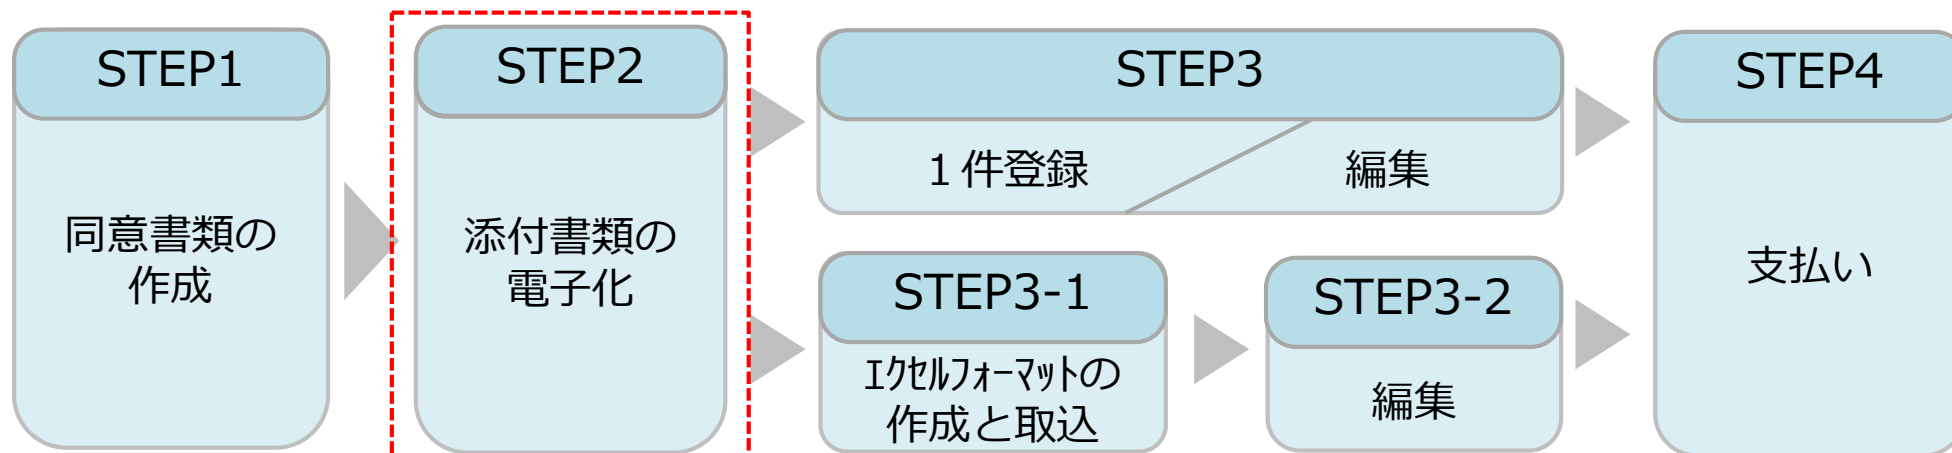 STEP1
同意書類の
作成
STEP2
添付書類の
電子化
STEP3
１件登録
編集
STEP3-1
ｴｸｾﾙﾌｫｰﾏｯﾄの
作成と取込
STEP3-2
編集
STEP4
支払い